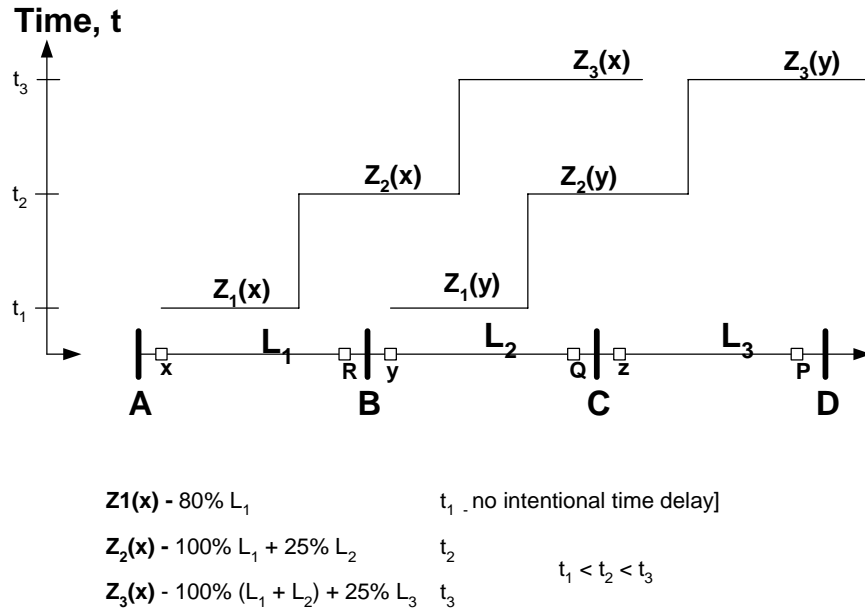 Time, t
t₃
Z₃(x)
Z₃(y)
t₂
Z₂(x)
Z₂(y)
t₁
Z₁(x)
Z₁(y)
L₁
L₂
L₃
x
R
y
Q
z
P
A
B
C
D
Z1(x) - 80% L₁
t₁ - no intentional time delay]
Z₂(x) - 100% L₁ + 25% L₂
t₂
t₁ < t₂ < t₃
Z₃(x) - 100% (L₁ + L₂) + 25% L₃
t₃